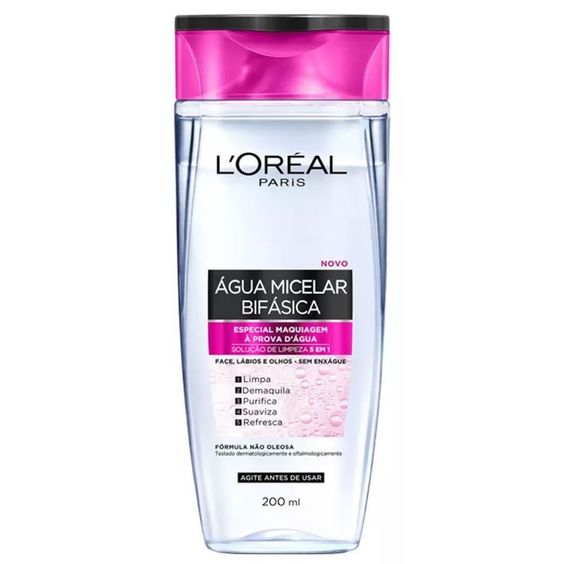 L'ORÉAL
PARIS
NOVO
ÁGUA MICELAR
BIFÁSICA
ESPECIAL MAQUIAGEM
À PROVA D'ÁGUA
SOLUÇÃO DE LIMPEZA 5 EM 1
FACE, LÁBIOS E OLHOS - SEM ENXÁGUE
1 Limpa
2 Demaquila
3 Purifica
4 Suaviza
5 Refresca
FÓRMULA NÃO OLEOSA
Testado dermatologicamente e oftalmologicamente
AGITE ANTES DE USAR
200 ml